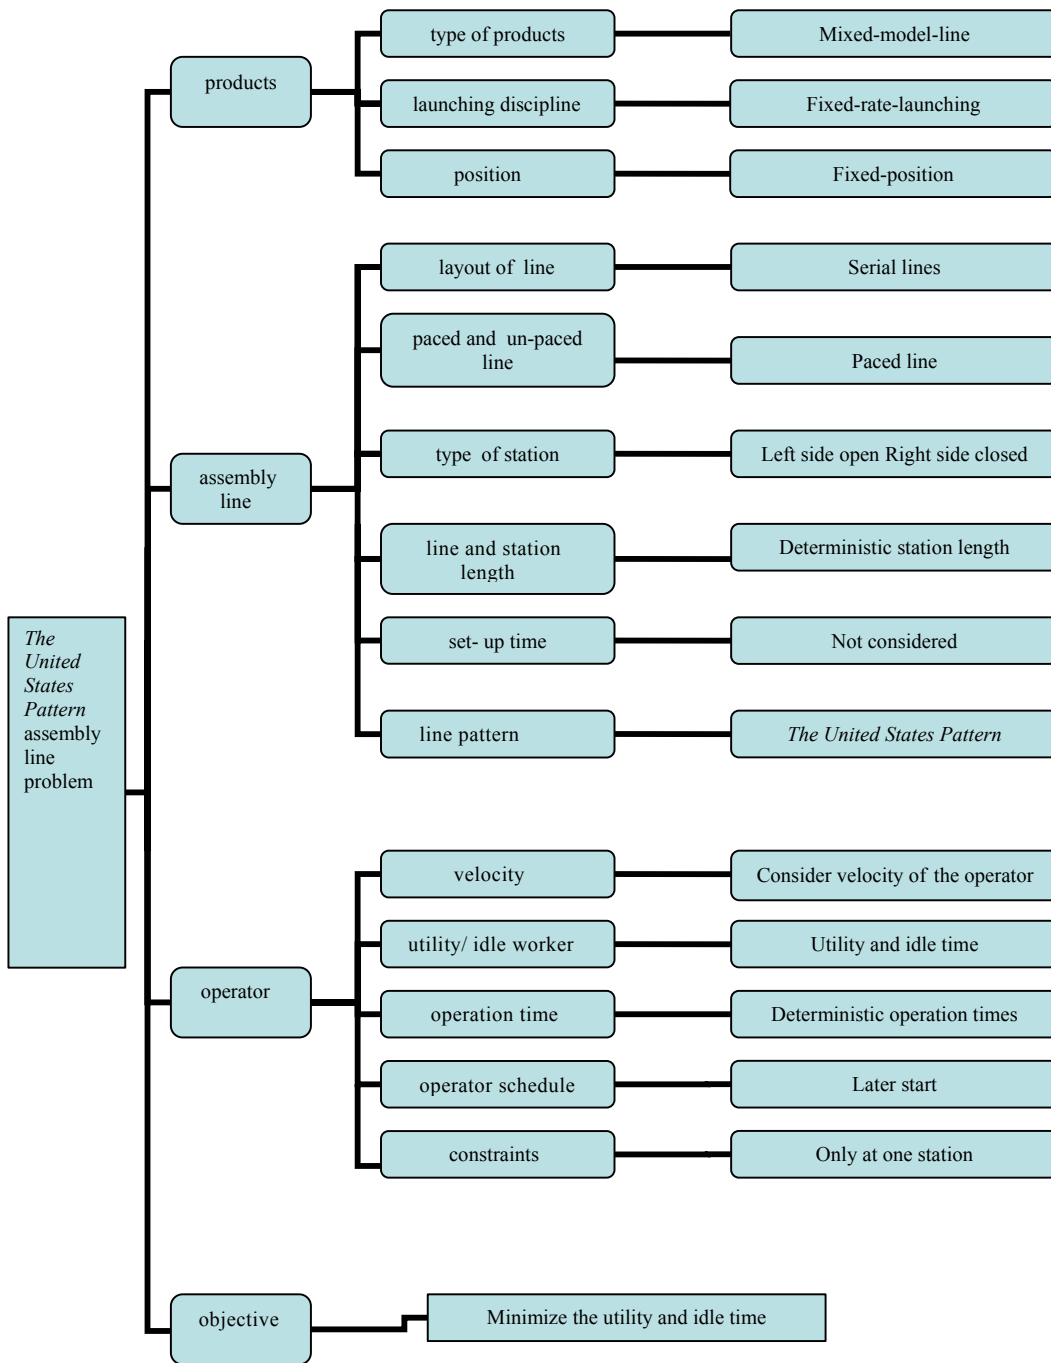 type of products
Mixed-model-line
products
launching discipline
Fixed-rate-launching
position
Fixed-position
layout of line
Serial lines
paced and un-paced
line
Paced line
type of station
Left side open Right side closed
assembly
line
line and station
length
Deterministic station length
set- up time
Not considered
line pattern
The United States Pattern
The
United
States
Pattern
assembly
line
problem
velocity
Consider velocity of the operator
utility/ idle worker
Utility and idle time
operator
operation time
Deterministic operation times
operator schedule
Later start
constraints
Only at one station
objective
Minimize the utility and idle time